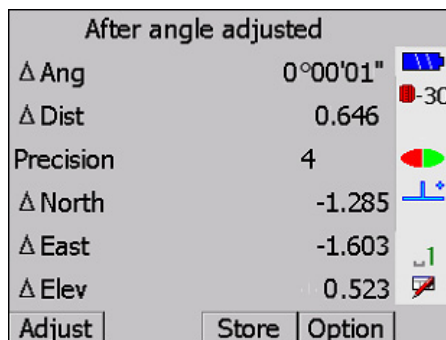 After angle adjusted
Δ Ang 0°00'01"
-30
Δ Dist 0.646
Precision 4
Δ North -1.285
Δ East -1.603
1
Δ Elev 0.523
Adjust Store Option